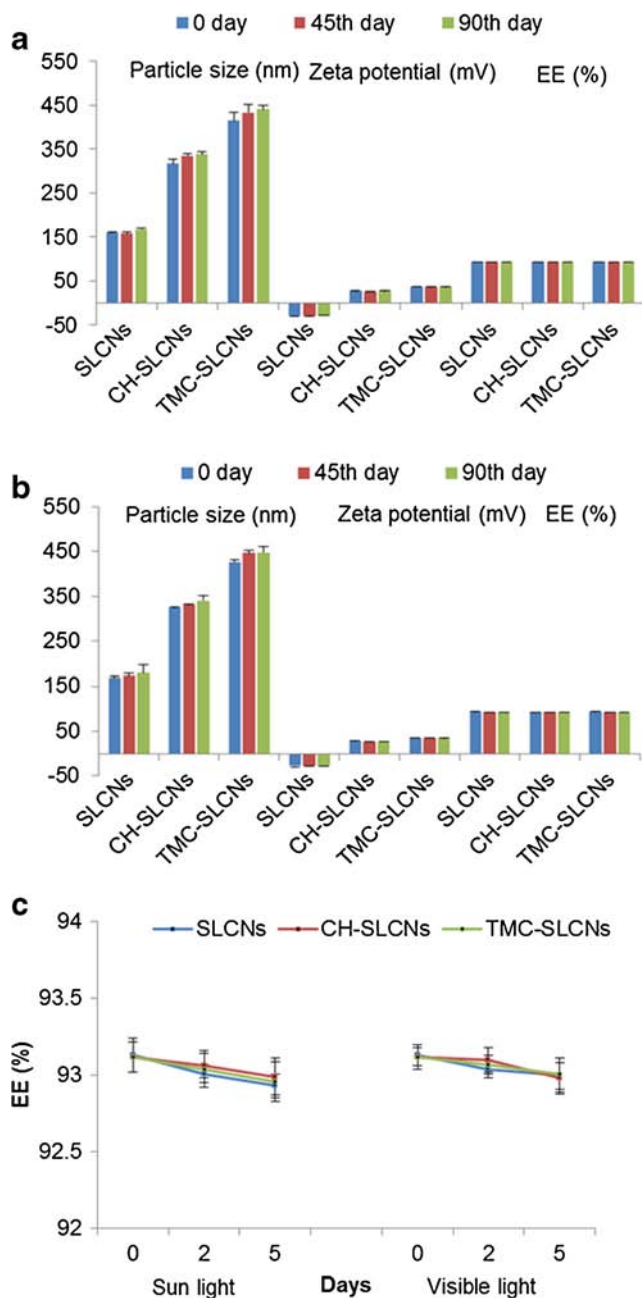 a
0 day 45th day 90th day
Particle size (nm) Zeta potential (mV) EE (%)
550
450
350
250
150
50
-50
SLCNs CH-SLCNs TMC-SLCNs SLCNs CH-SLCNs TMC-SLCNs SLCNs CH-SLCNs TMC-SLCNs
b
0 day 45th day 90th day
Particle size (nm) Zeta potential (mV) EE (%)
550
450
350
250
150
50
-50
SLCNs CH-SLCNs TMC-SLCNs SLCNs CH-SLCNs TMC-SLCNs SLCNs CH-SLCNs TMC-SLCNs
c
SLCNs CH-SLCNs TMC-SLCNs
EE (%)
94
93.5
93
92.5
92
0 2 5 0 2 5
Sun light Days Visible light